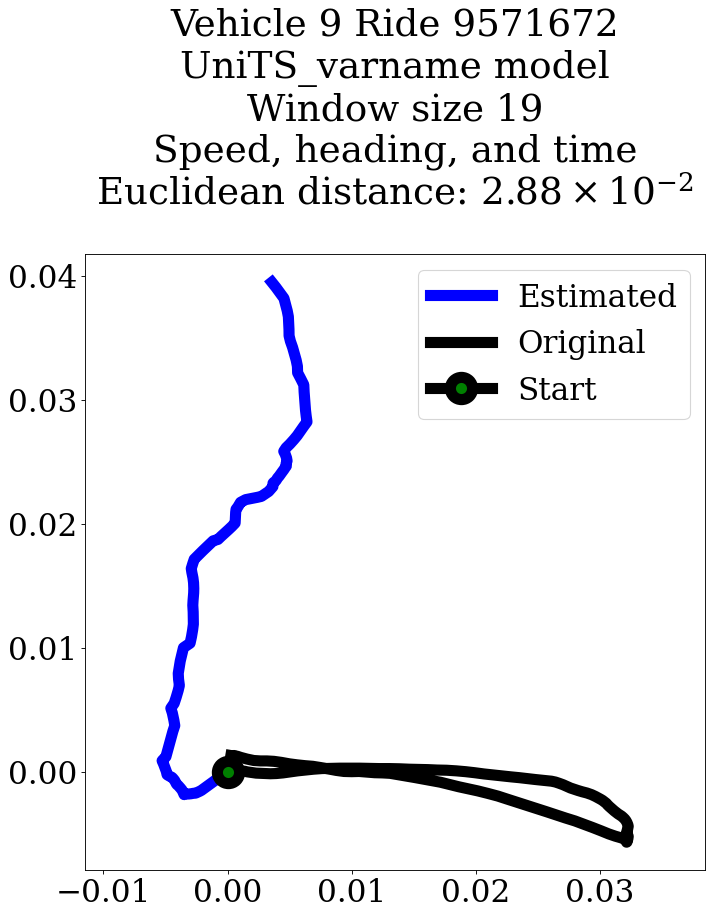 Vehicle 9 Ride 9571672
UniTS_varname model
Window size 19
Speed, heading, and time
Euclidean distance: $2.88 \times 10^{-2}$
Estimated
Original
Start
0.04
0.03
0.02
0.01
0.00
−0.01 0.00 0.01 0.02 0.03